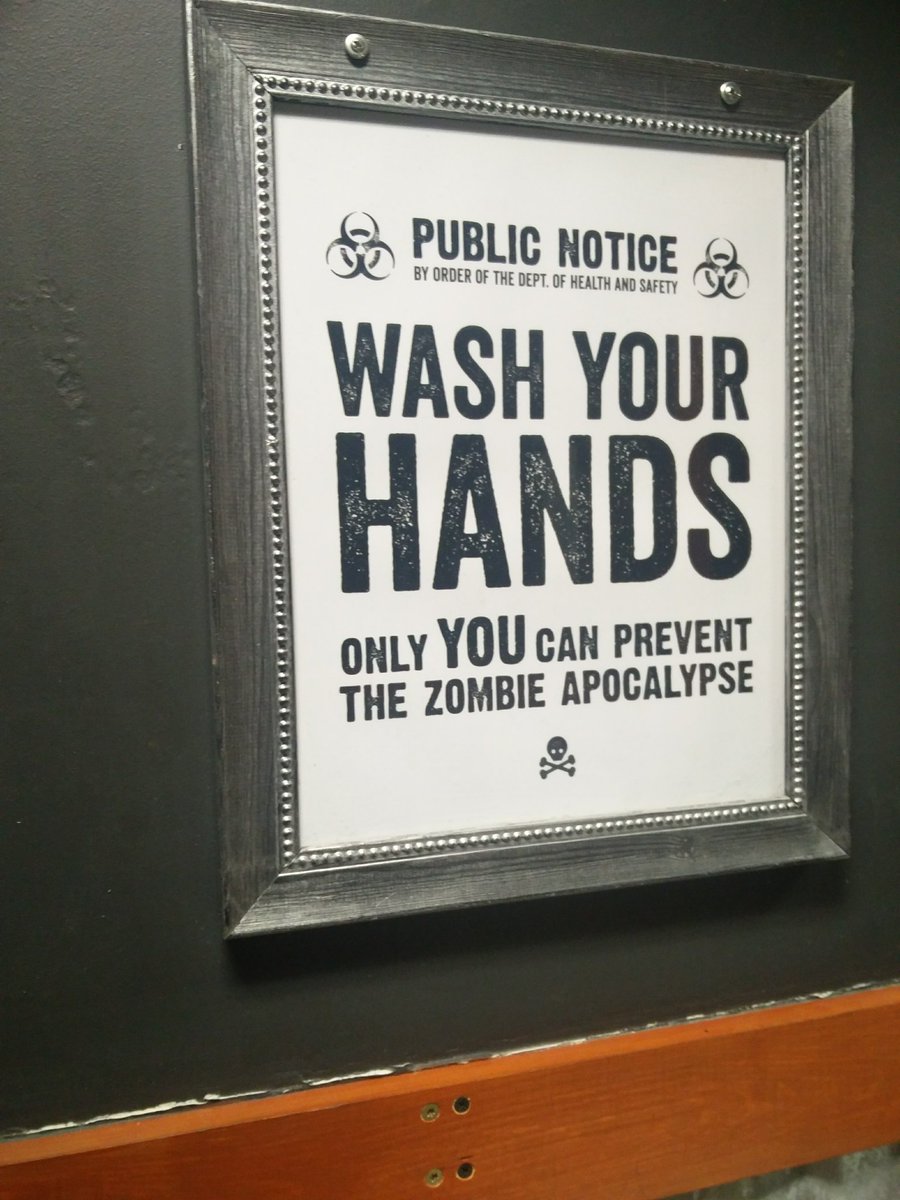 PUBLIC NOTICE
BY ORDER OF THE DEPT. OF HEALTH AND SAFETY
WASH YOUR
HANDS
ONLY YOU CAN PREVENT
THE ZOMBIE APOCALYPSE